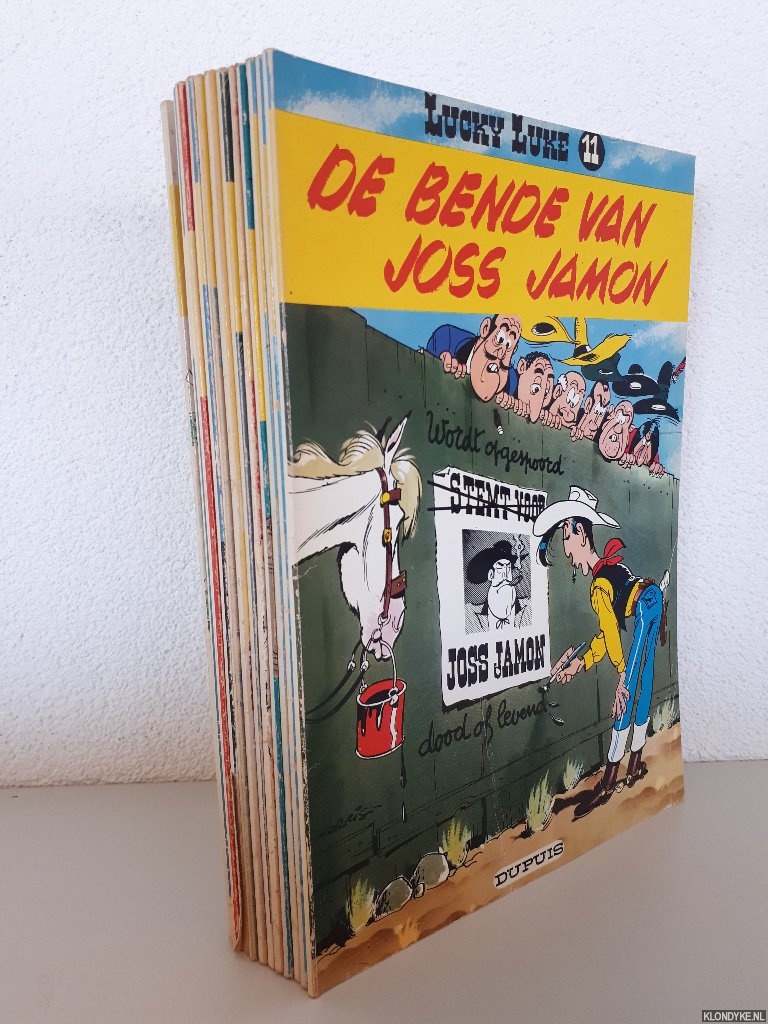 LUCKY LUKE 11
DE BENDE VAN
JOSS JAMON
Wordt opgespoord
STEMT VOOR
JOSS JAMON
dood of levend
morris
DUPUIS
KLONDYKE.NL